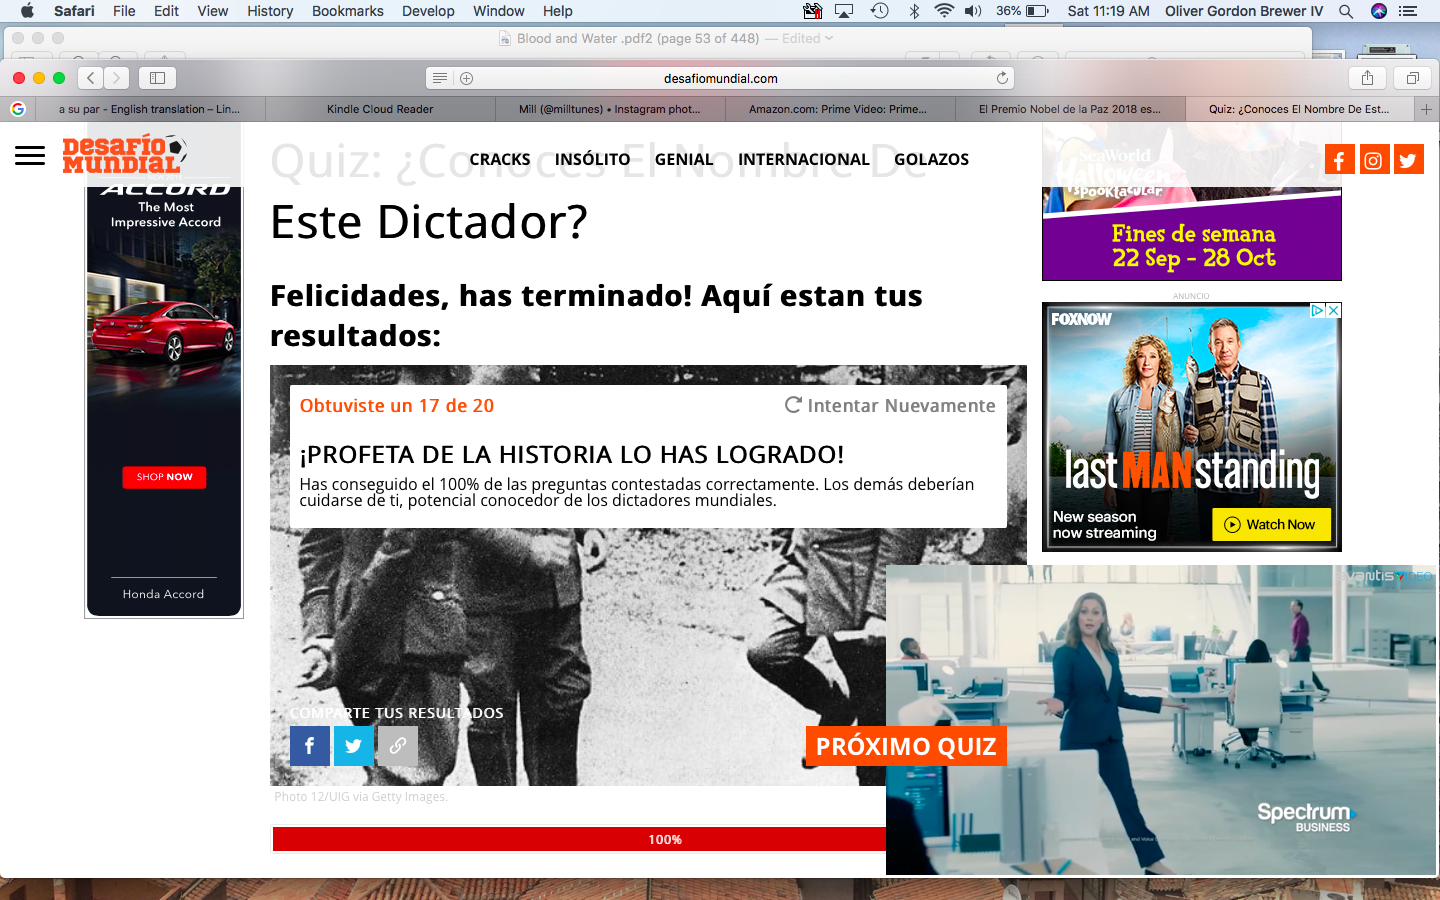 Safari File Edit View History Bookmarks Develop Window Help 36% Sat 11:19 AM Oliver Gordon Brewer IV
Blood and Water .pdf2 (page 53 of 448) — Edited
desafiomundial.com
a su par - English translation – Lin...
Kindle Cloud Reader
Mill (@milltunes) • Instagram phot...
Amazon.com: Prime Video: Prime...
El Premio Nobel de la Paz 2018 es...
Quiz: ¿Conoces El Nombre De Est...
DESAFÍO
MUNDIAL
CRACKS INSÓLITO GENIAL INTERNACIONAL GOLAZOS
Quiz: ¿Conoces El Nombre De
Este Dictador?
Felicidades, has terminado! Aquí estan tus
resultados:
Obtuviste un 17 de 20
Intentar Nuevamente
¡PROFETA DE LA HISTORIA LO HAS LOGRADO!
Has conseguido el 100% de las preguntas contestadas correctamente. Los demás deberían
cuidarse de ti, potencial conocedor de los dictadores mundiales.
COMPARTE TUS RESULTADOS
PRÓXIMO QUIZ
Photo 12/UIG via Getty Images.
100%
ACCORD
The Most
Impressive Accord
SHOP NOW
Honda Accord
SeaWorld
Halloween
Spooktacular
Fines de semana
22 Sep – 28 Oct
ANUNCIO
FOXNOW
last MAN standing
New season
now streaming
Watch Now
avantisVIDEO
Spectrum
BUSINESS